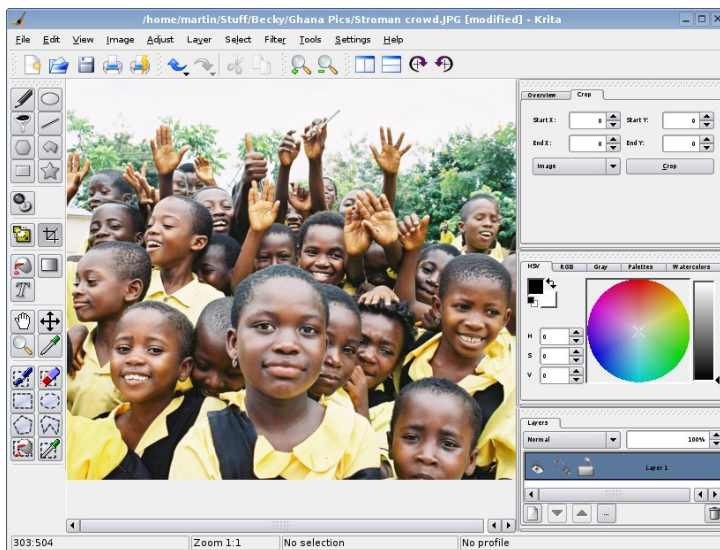 /home/martin/Stuff/Becky/Ghana Pics/Stroman crowd.JPG [modified] - Krita
File Edit View Image Adjust Layer Select Filter Tools Settings Help
Overview Crop
Start X: 0 Start Y: 0
End X: 0 End Y: 0
Image Crop
HSV RGB Gray Palettes Watercolors
H 0
S 0
V 0
Layers
Normal 100%
Layer 1
T
...
303:504 Zoom 1:1 No selection No profile